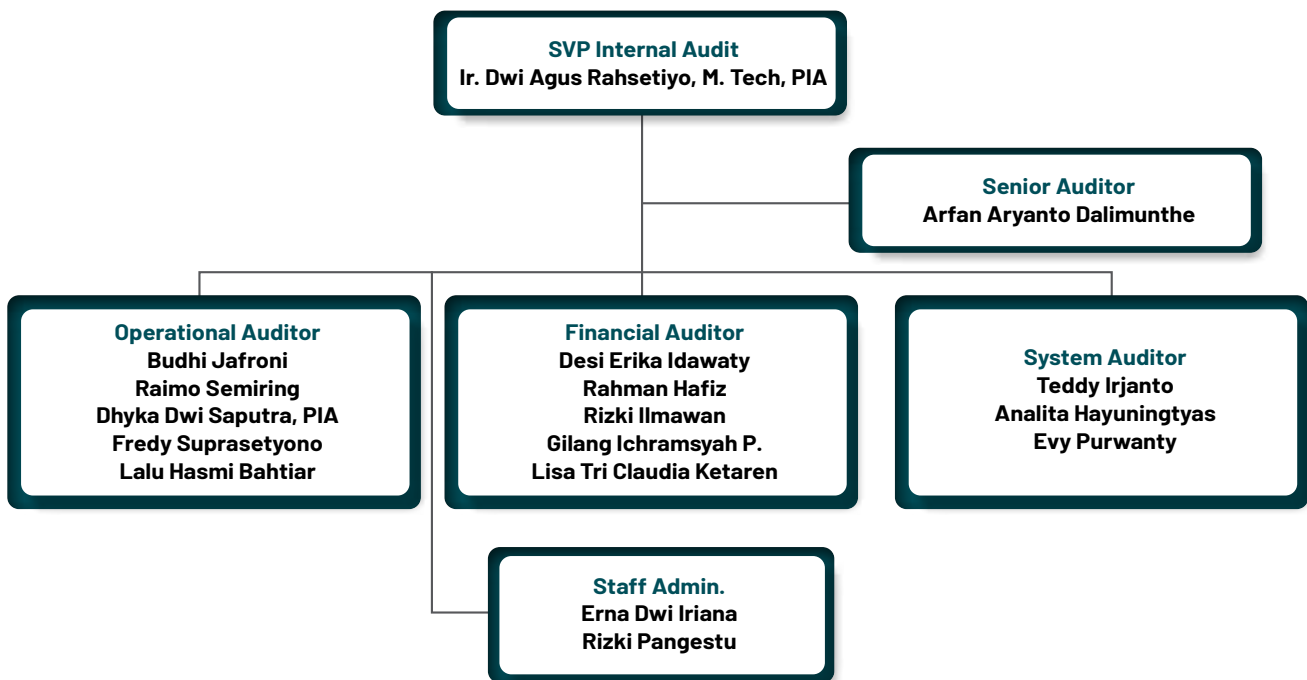 SVP Internal Audit
Ir. Dwi Agus Rahsetiyo, M. Tech, PIA
Senior Auditor
Arfan Aryanto Dalimunthe
Operational Auditor
Budhi Jafroni
Raimo Semiring
Dhyka Dwi Saputra, PIA
Fredy Suprasetyono
Lalu Hasmi Bahtiar
Financial Auditor
Desi Erika Idawaty
Rahman Hafiz
Rizki Ilmawan
Gilang Ichramsyah P.
Lisa Tri Claudia Ketaren
System Auditor
Teddy Irjanto
Analita Hayuningtyas
Evy Purwanty
Staff Admin.
Erna Dwi Iriana
Rizki Pangestu